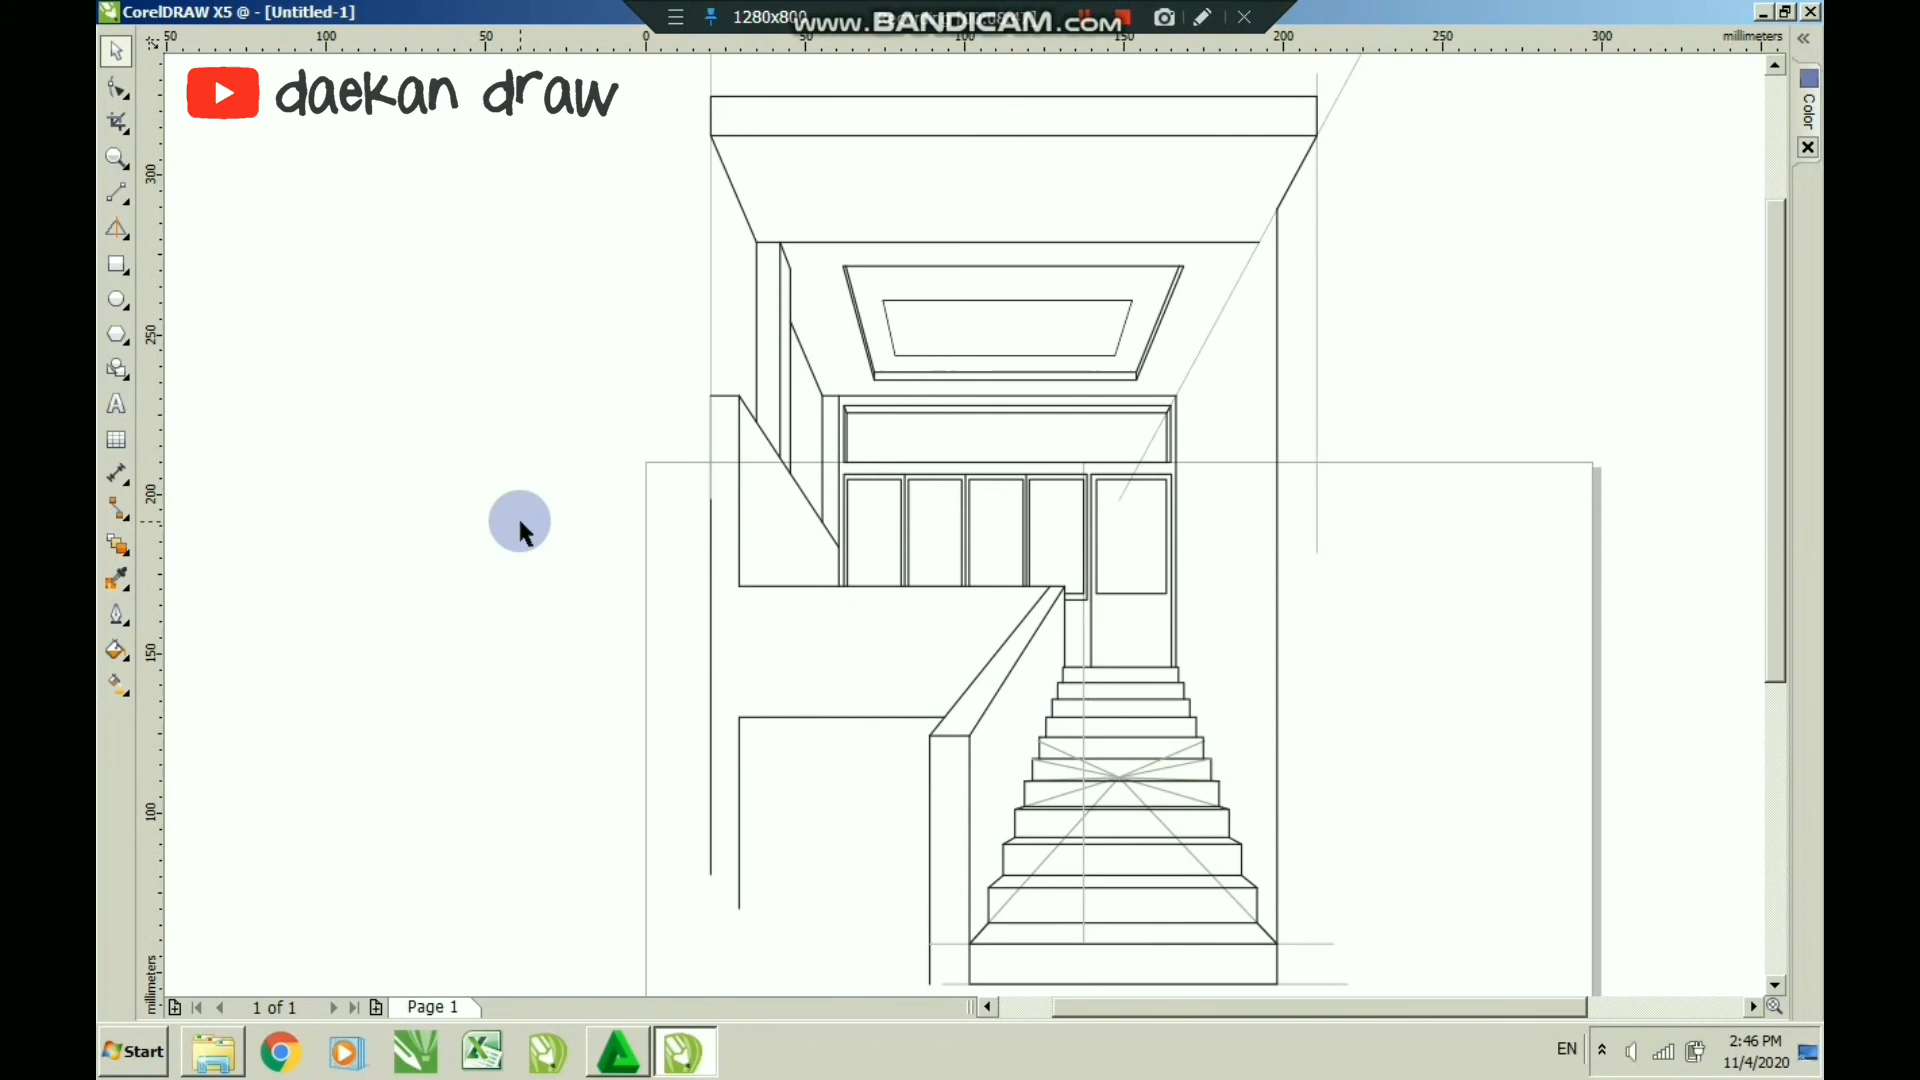 CorelDRAW X5 @ - [Untitled-1]
1280x800
www.BANDICAM.com
50 100 50 0 50 100 150 200 250 300 millimeters
daekan draw
Color
300
250
200
150
100
millimeters
1 of 1
Page 1
Start
EN
2:46 PM
11/4/2020